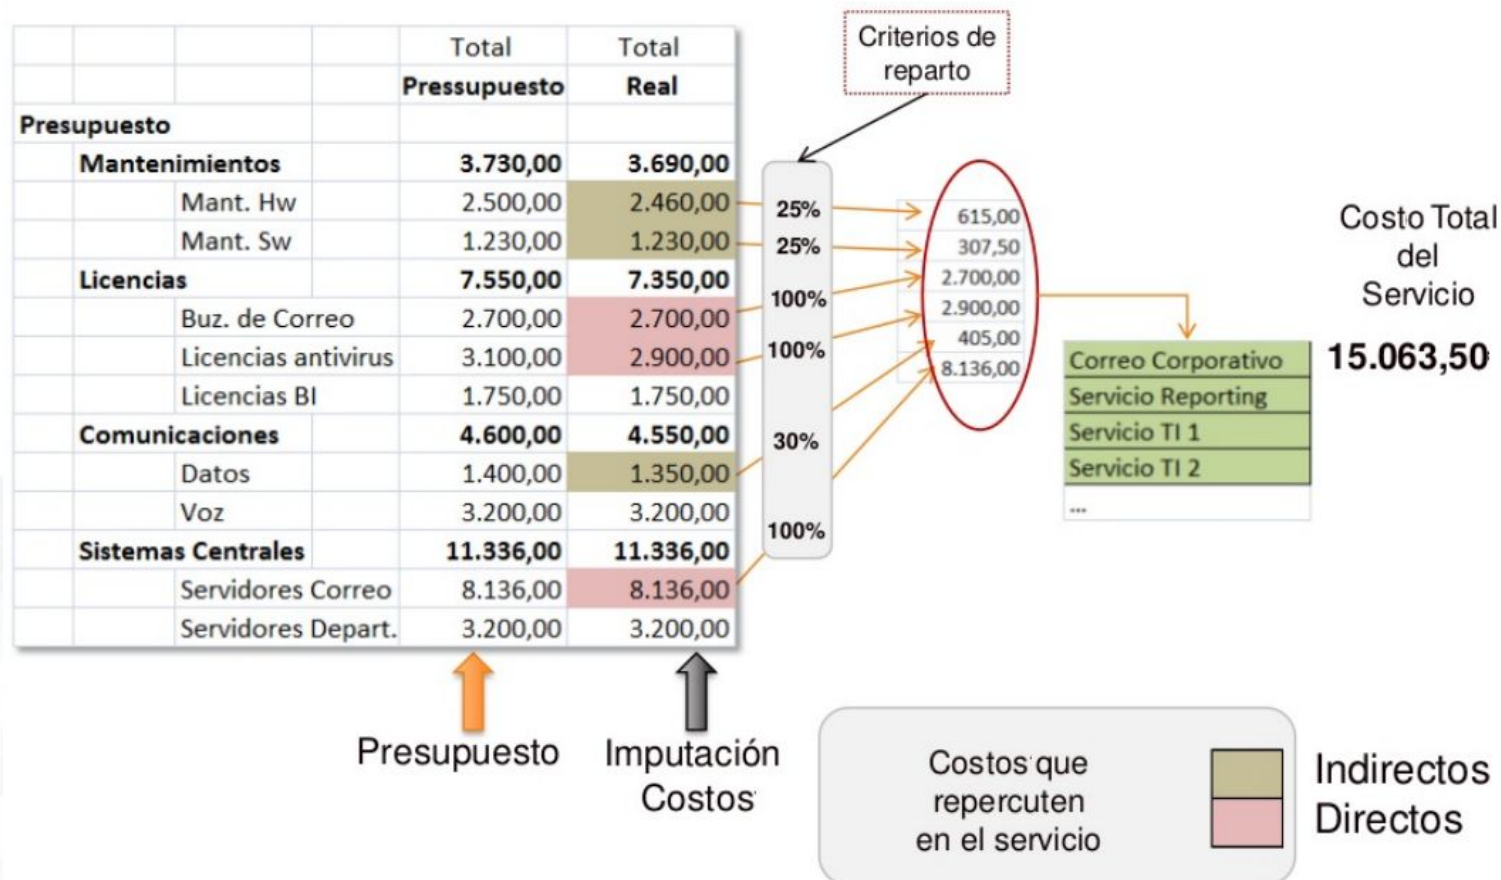 Total Total
Pressupuesto Real
Presupuesto
Mantenimientos 3.730,00 3.690,00
Mant. Hw 2.500,00 2.460,00
Mant. Sw 1.230,00 1.230,00
Licencias 7.550,00 7.350,00
Buz. de Correo 2.700,00 2.700,00
Licencias antivirus 3.100,00 2.900,00
Licencias BI 1.750,00 1.750,00
Comunicaciones 4.600,00 4.550,00
Datos 1.400,00 1.350,00
Voz 3.200,00 3.200,00
Sistemas Centrales 11.336,00 11.336,00
Servidores Correo 8.136,00 8.136,00
Servidores Depart. 3.200,00 3.200,00
Presupuesto
Imputación
Costos
Criterios de
reparto
25%
25%
100%
100%
30%
100%
615,00
307,50
2.700,00
2.900,00
405,00
8.136,00
Correo Corporativo
Servicio Reporting
Servicio TI 1
Servicio TI 2
...
Costo Total
del
Servicio
15.063,50
Costos que
repercuten
en el servicio
Indirectos
Directos